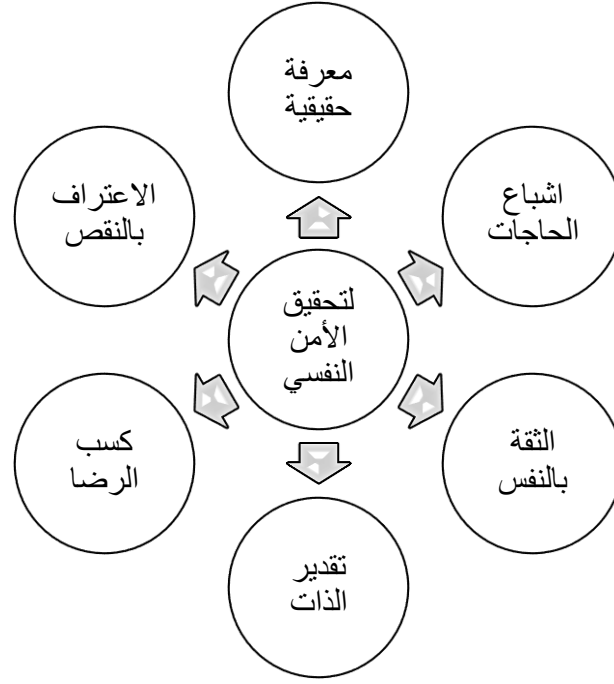 معرفة
حقيقية
اشباع
الحاجات
الاعتراف
بالنقص
لتحقيق
الأمن
النفسي
الثقة
بالنفس
كسب
الرضا
تقدير
الذات